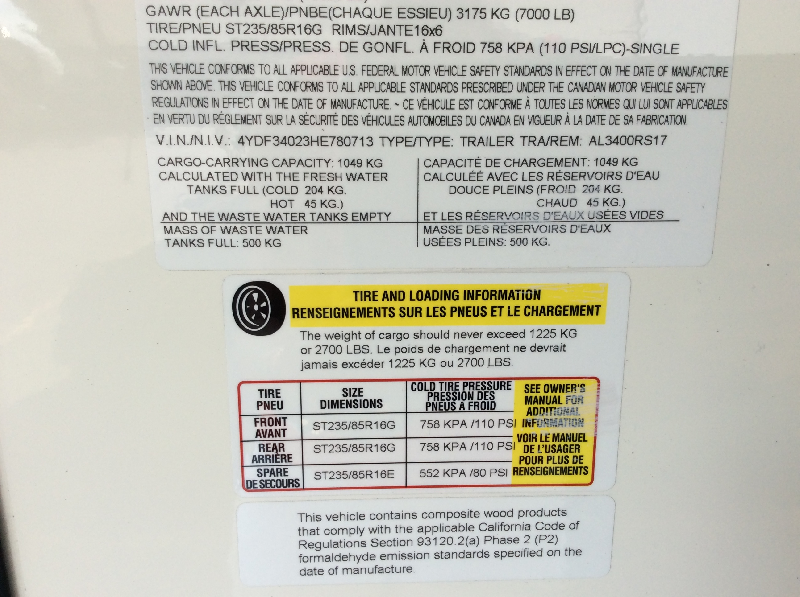 GAWR (EACH AXLE)/PNBE(CHAQUE ESSIEU) 3175 KG (7000 LB)
TIRE/PNEU ST235/85R16G RIMS/JANTE16x6
COLD INFL. PRESS/PRESS. DE GONFL. À FROID 758 KPA (110 PSI/LPC)-SINGLE
THIS VEHICLE CONFORMS TO ALL APPLICABLE U.S. FEDERAL MOTOR VEHICLE SAFETY STANDARDS IN EFFECT ON THE DATE OF MANUFACTURE
SHOWN ABOVE. THIS VEHICLE CONFORMS TO ALL APPLICABLE STANDARDS PRESCRIBED UNDER THE CANADIAN MOTOR VEHICLE SAFETY
REGULATIONS IN EFFECT ON THE DATE OF MANUFACTURE. ~ CE VÉHICULE EST CONFORME À TOUTES LES NORMES QUI LUI SONT APPLICABLES
EN VERTU DU RÈGLEMENT SUR LA SÉCURITÉ DES VÉHICULES AUTOMOBILES DU CANADA EN VIGUEUR À LA DATE DE SA FABRICATION
V.I.N./N.I.V.: 4YDF34023HE780713 TYPE/TYPE: TRAILER TRA/REM: AL3400RS17
CARGO-CARRYING CAPACITY: 1049 KG
CALCULATED WITH THE FRESH WATER
TANKS FULL (COLD 204 KG.
HOT 45 KG.)
AND THE WASTE WATER TANKS EMPTY
MASS OF WASTE WATER
TANKS FULL: 500 KG
CAPACITÉ DE CHARGEMENT: 1049 KG
CALCULÉE AVEC LES RÉSERVOIRS D'EAU
DOUCE PLEINS (FROID 204 KG.
CHAUD 45 KG.)
ET LES RÉSERVOIRS D'EAUX USÉES VIDES
MASSE DES RÉSERVOIRS D'EAUX
USÉES PLEINS: 500 KG.
TIRE AND LOADING INFORMATION
RENSEIGNEMENTS SUR LES PNEUS ET LE CHARGEMENT
The weight of cargo should never exceed 1225 KG
or 2700 LBS. Le poids de chargement ne devrait
jamais excéder 1225 KG ou 2700 LBS.
TIRE
PNEU
SIZE
DIMENSIONS
COLD TIRE PRESSURE
PRESSION DES
PNEUS A FROID
FRONT
AVANT
ST235/85R16G
758 KPA /110 PSI
REAR
ARRIÈRE
ST235/85R16G
758 KPA /110 PSI
SPARE
DE SECOURS
ST235/85R16E
552 KPA /80 PSI
SEE OWNER'S
MANUAL FOR
ADDITIONAL
INFORMATION
VOIR LE MANUEL
DE L'USAGER
POUR PLUS DE
RENSEIGNEMENTS
This vehicle contains composite wood products
that comply with the applicable California Code of
Regulations Section 93120.2(a) Phase 2 (P2)
formaldehyde emission standards specified on the
date of manufacture.